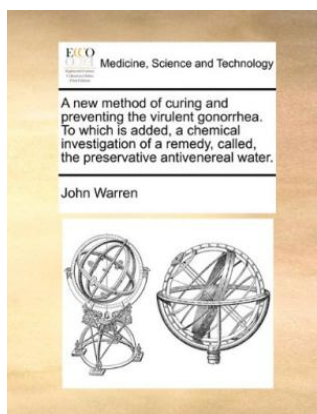 ECCO
Medicine, Science and Technology
A new method of curing and
preventing the virulent gonorrhea.
To which is added, a chemical
investigation of a remedy, called,
the preservative antivenereal water.
John Warren